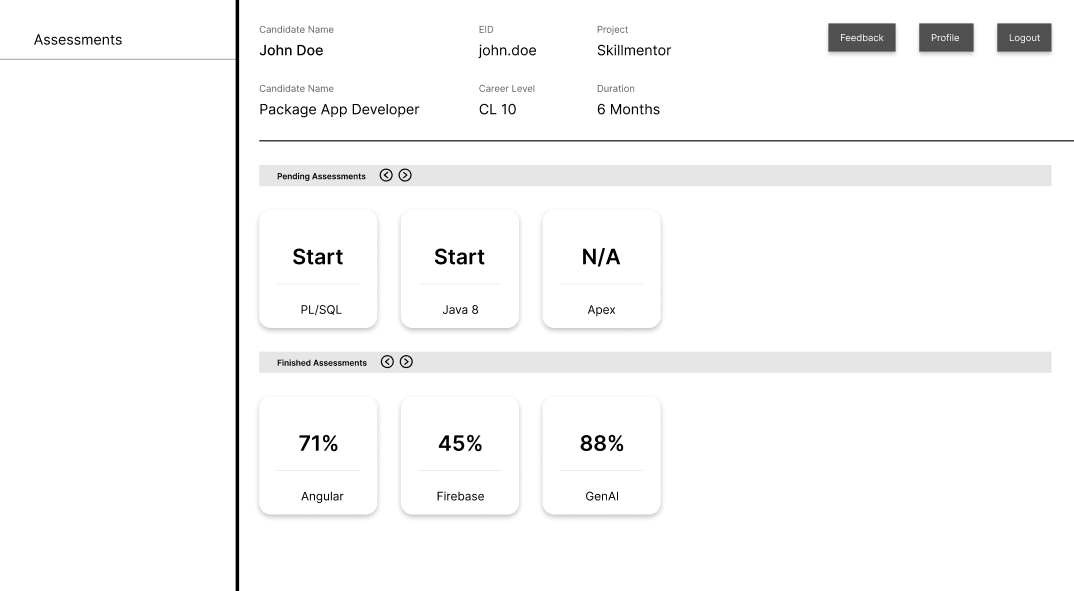 Assessments
Candidate Name EID Project
John Doe john.doe Skillmentor
Feedback Profile Logout
Candidate Name Career Level Duration
Package App Developer CL 10 6 Months
Pending Assessments
Start Start N/A
PL/SQL Java 8 Apex
Finished Assessments
71% 45% 88%
Angular Firebase GenAI